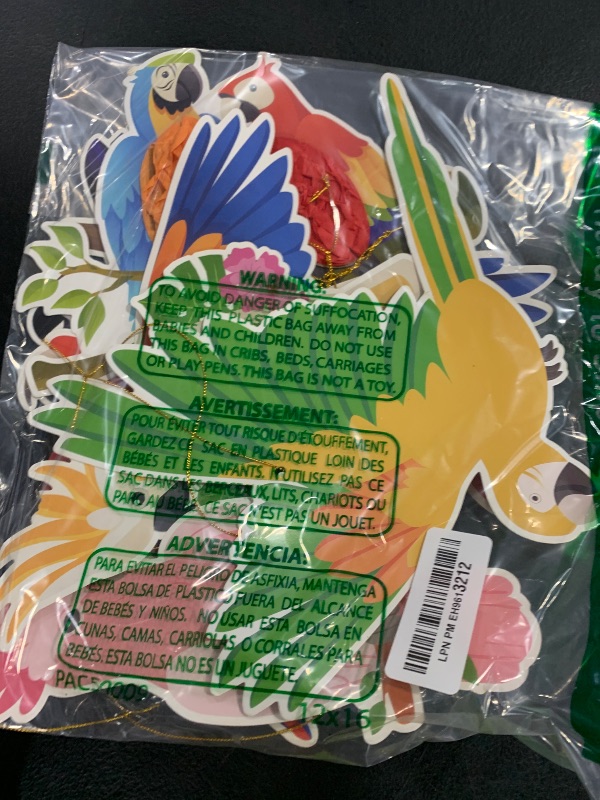 WARNING:
TO AVOID DANGER OF SUFFOCATION,
KEEP THIS PLASTIC BAG AWAY FROM
BABIES AND CHILDREN. DO NOT USE
THIS BAG IN CRIBS, BEDS, CARRIAGES
OR PLAY PENS. THIS BAG IS NOT A TOY.
AVERTISSEMENT:
POUR ÉVITER TOUT RISQUE D'ÉTOUFFEMENT,
GARDEZ CE SAC EN PLASTIQUE LOIN DES
BÉBÉS ET LES ENFANTS. N'UTILISEZ PAS CE
SAC DANS LES BERCEAUX, LITS, CHARIOTS OU
PARC AU BÉBÉ. CE SAC N'EST PAS UN JOUET.
ADVERTENCIA:
PARA EVITAR EL PELIGRO DE ASFIXIA, MANTENGA
ESTA BOLSA DE PLASTICO FUERA DEL ALCANCE
DE BEBÉS Y NIÑOS. NO USAR ESTA BOLSA EN
CUNAS, CAMAS, CARRIOLAS, O CORRALES PARA
BEBÉS. ESTA BOLSA NO ES UN JUGUETE.
PAC50009
12x16
LPN PM EH9613212